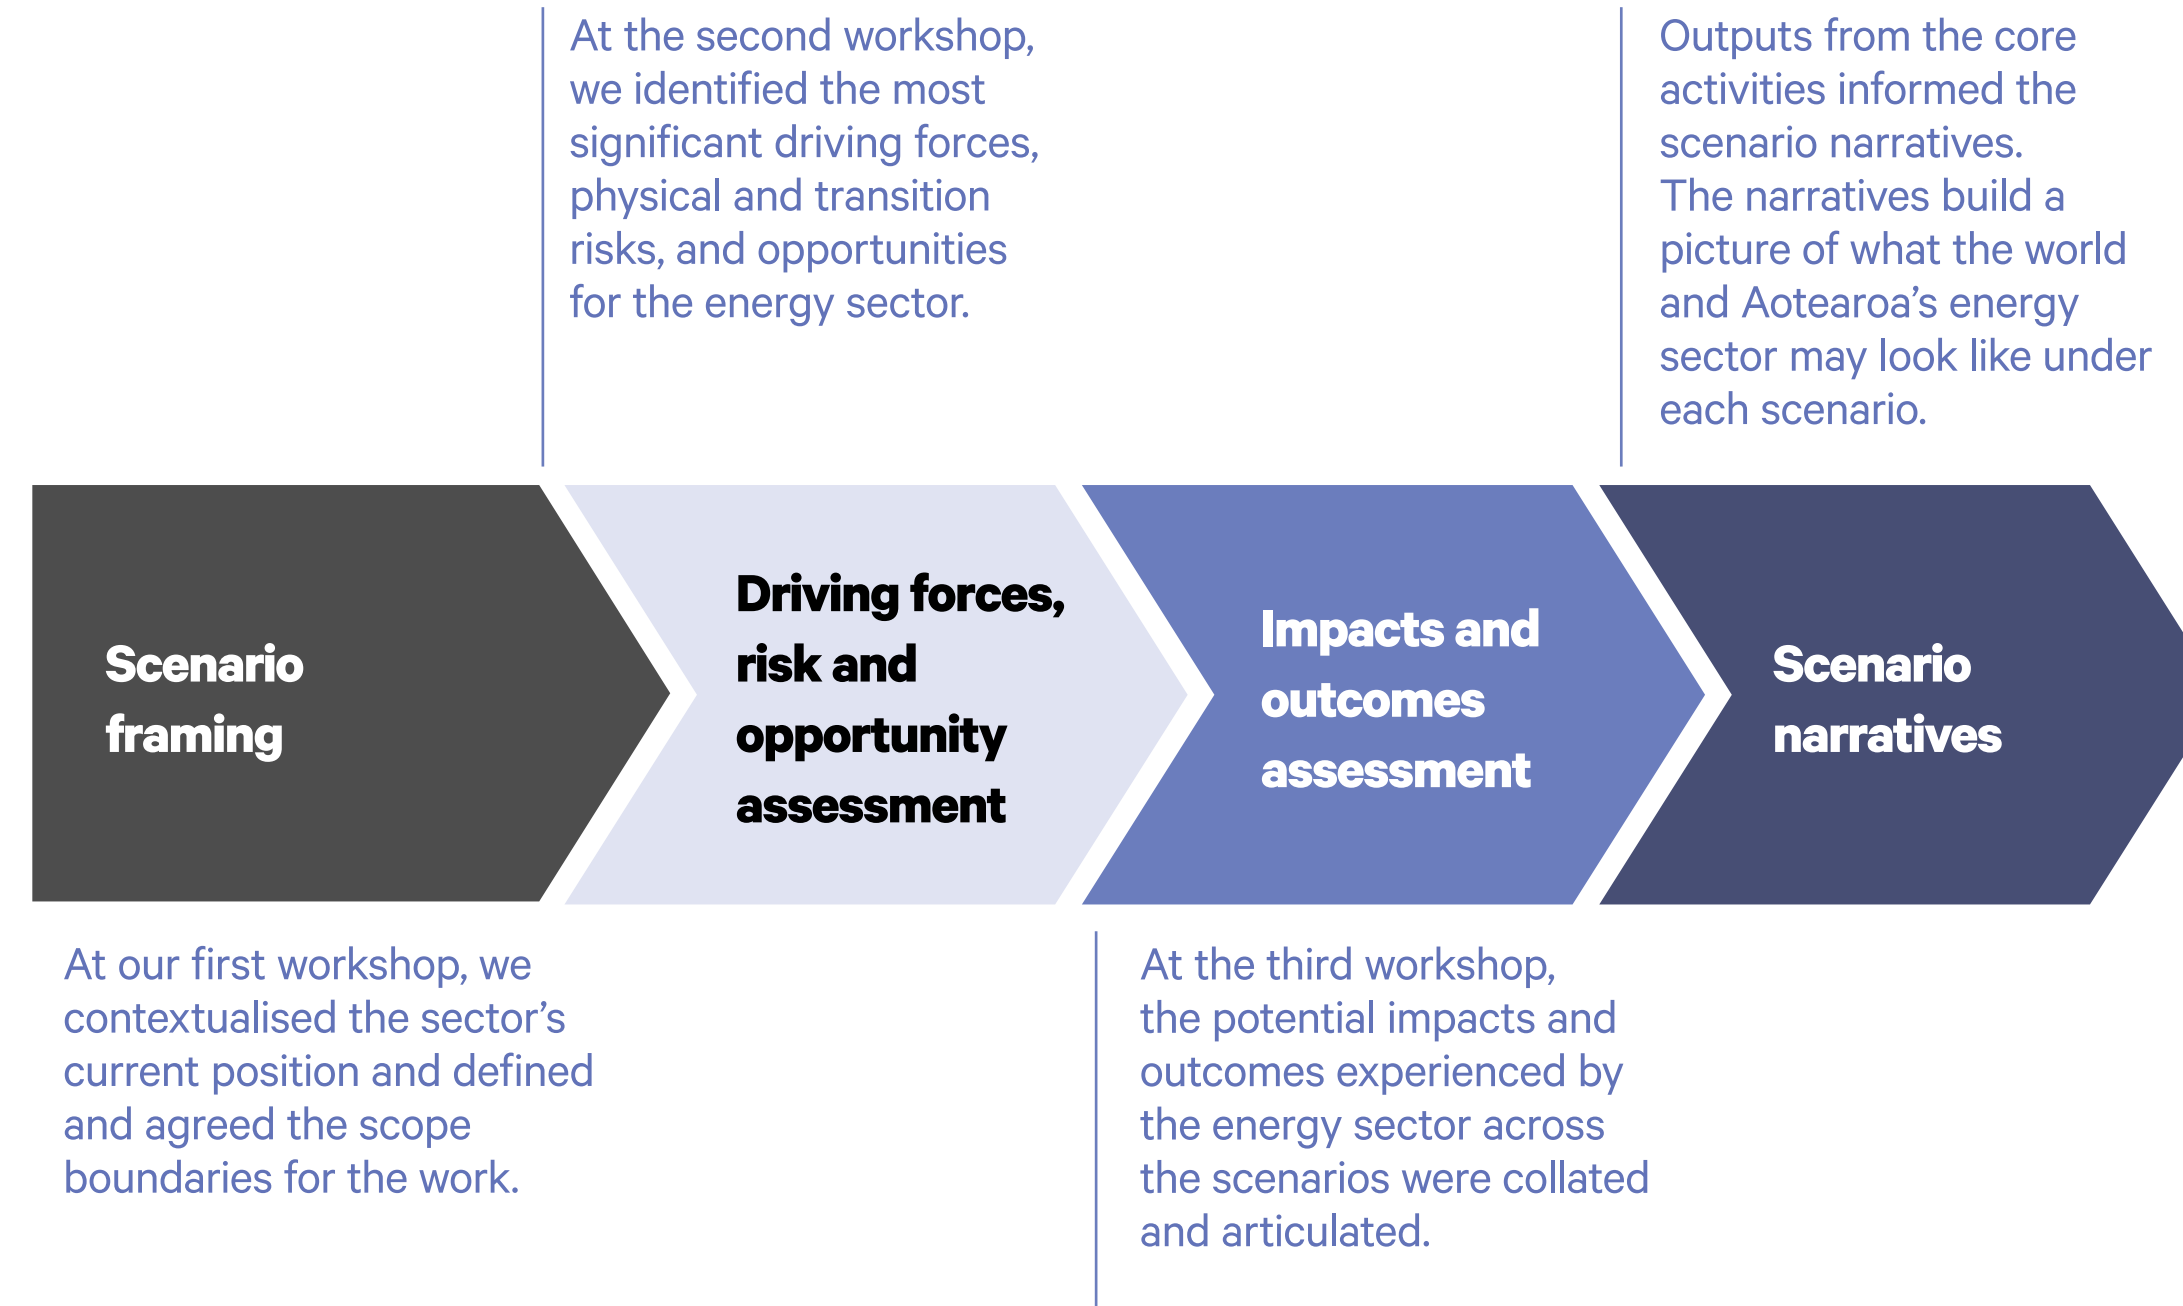 At the second workshop,
we identified the most
significant driving forces,
physical and transition
risks, and opportunities
for the energy sector.
Outputs from the core
activities informed the
scenario narratives.
The narratives build a
picture of what the world
and Aotearoa’s energy
sector may look like under
each scenario.
Scenario
framing
Driving forces,
risk and
opportunity
assessment
Impacts and
outcomes
assessment
Scenario
narratives
At our first workshop, we
contextualised the sector’s
current position and defined
and agreed the scope
boundaries for the work.
At the third workshop,
the potential impacts and
outcomes experienced by
the energy sector across
the scenarios were collated
and articulated.